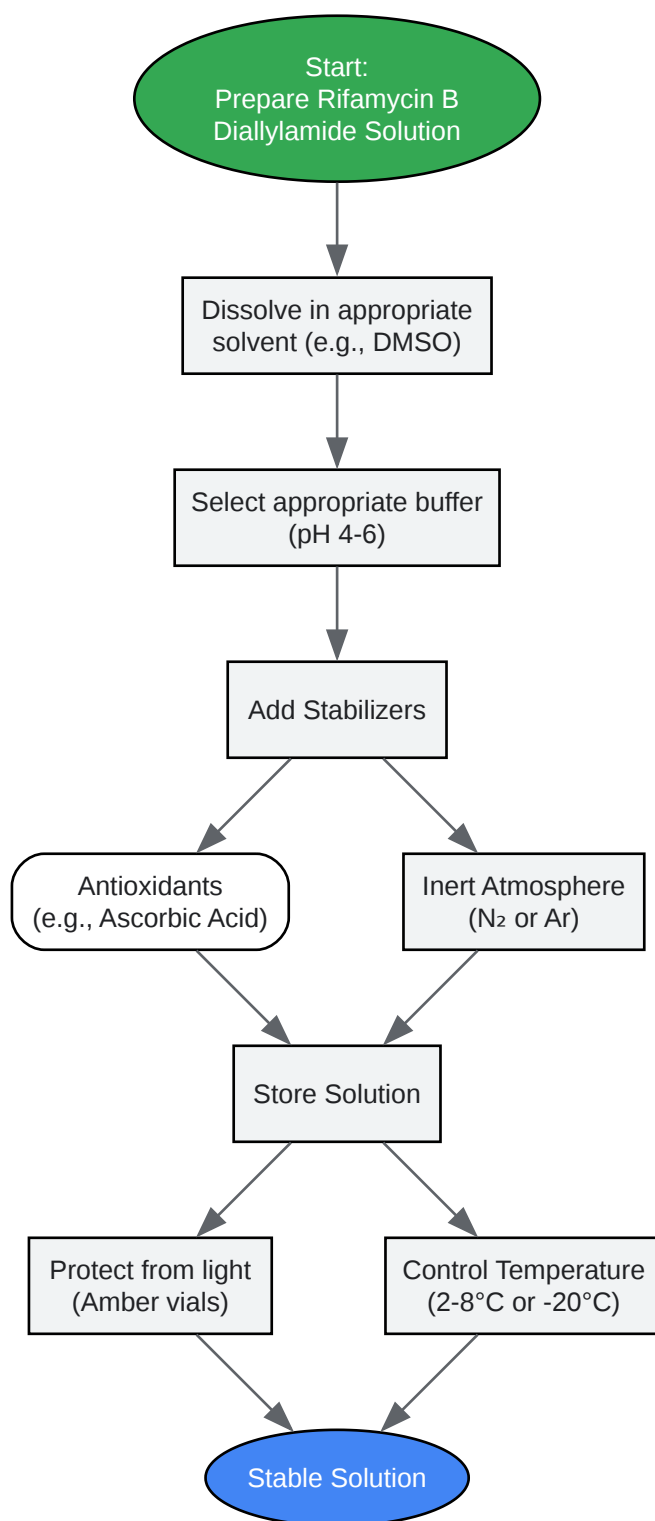 Start:
Prepare Rifamycin B
Diallylamide Solution
Dissolve in appropriate
solvent (e.g., DMSO)
Select appropriate buffer
(pH 4-6)
Add Stabilizers
Antioxidants
(e.g., Ascorbic Acid)
Inert Atmosphere
(N₂ or Ar)
Store Solution
Protect from light
(Amber vials)
Control Temperature
(2-8°C or -20°C)
Stable Solution